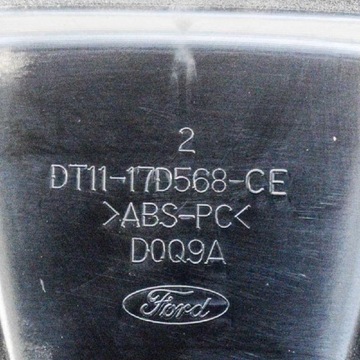 2
DT11-17D568-CE
>ABS-PC<
D0Q9A
Ford